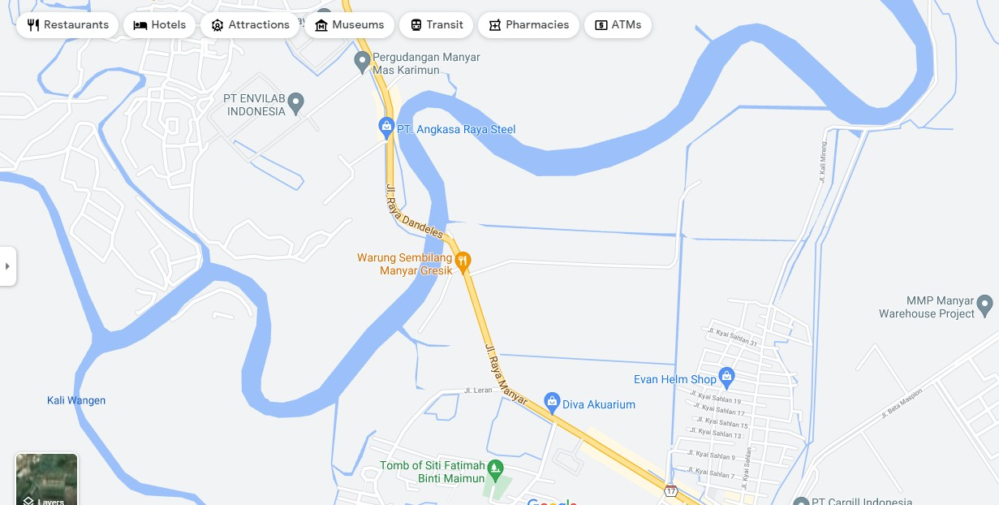 Restaurants
Hotels
Attractions
Museums
Transit
Pharmacies
ATMs
Pergudangan Manyar
Mas Karimun
PT ENVILAB
INDONESIA
PT. Angkasa Raya Steel
Jl. Kali Mireng
Jl. Raya Dandeles
Warung Sembilang
Manyar Gresik
MMP Manyar
Warehouse Project
Jl. Kyai Sahlan 31
Jl. Raya Manyar
Evan Helm Shop
Jl. Leran
Jl. Kyai Sahlan 19
Jl. Beta Maspion
Kali Wangen
Diva Akuarium
Jl. Kyai Sahlan 17
Jl. Kyai Sahlan 15
Jl. Kyai Sahlan 13
Jl. Kyai Sahlan 9
Jl. Kyai Sahlan
Tomb of Siti Fatimah
Binti Maimun
Jl. Kyai Sahlan 7
17
Layers
Google
PT Cargill Indonesia